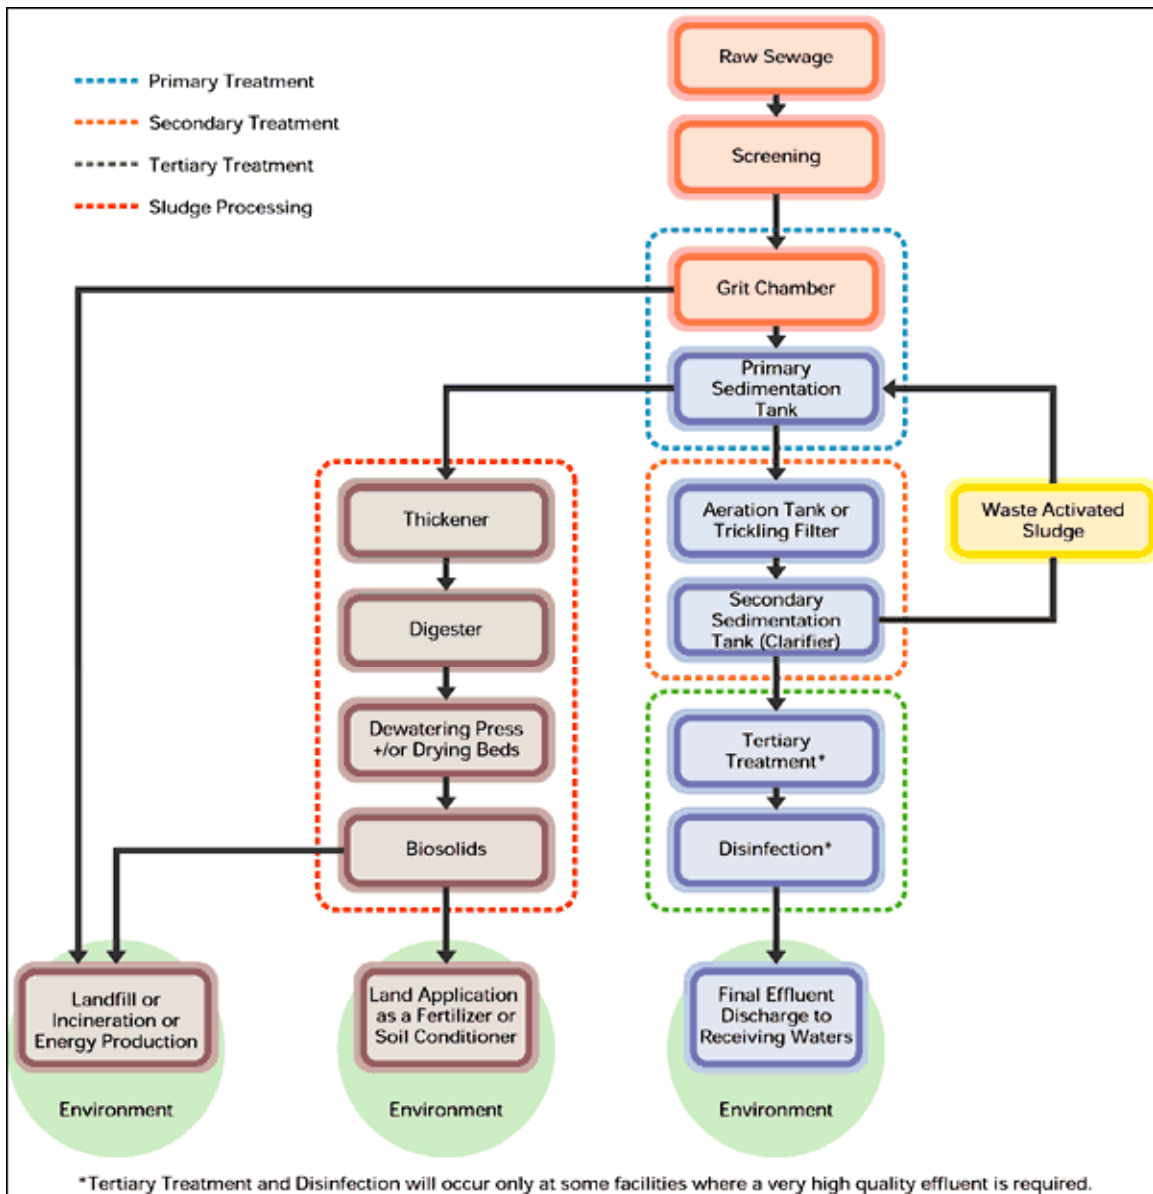 Primary Treatment
Secondary Treatment
Tertiary Treatment
Sludge Processing
Raw Sewage
Screening
Grit Chamber
Primary
Sedimentation
Tank
Thickener
Aeration Tank or
Trickling Filter
Waste Activated
Sludge
Digester
Secondary
Sedimentation
Tank (Clarifier)
Dewatering Press
+/or Drying Beds
Tertiary
Treatment*
Biosolids
Disinfection*
Landfill or
Incineration or
Energy Production
Land Application
as a Fertilizer or
Soil Conditioner
Final Effluent
Discharge to
Receiving Waters
Environment
Environment
Environment
*Tertiary Treatment and Disinfection will occur only at some facilities where a very high quality effluent is required.